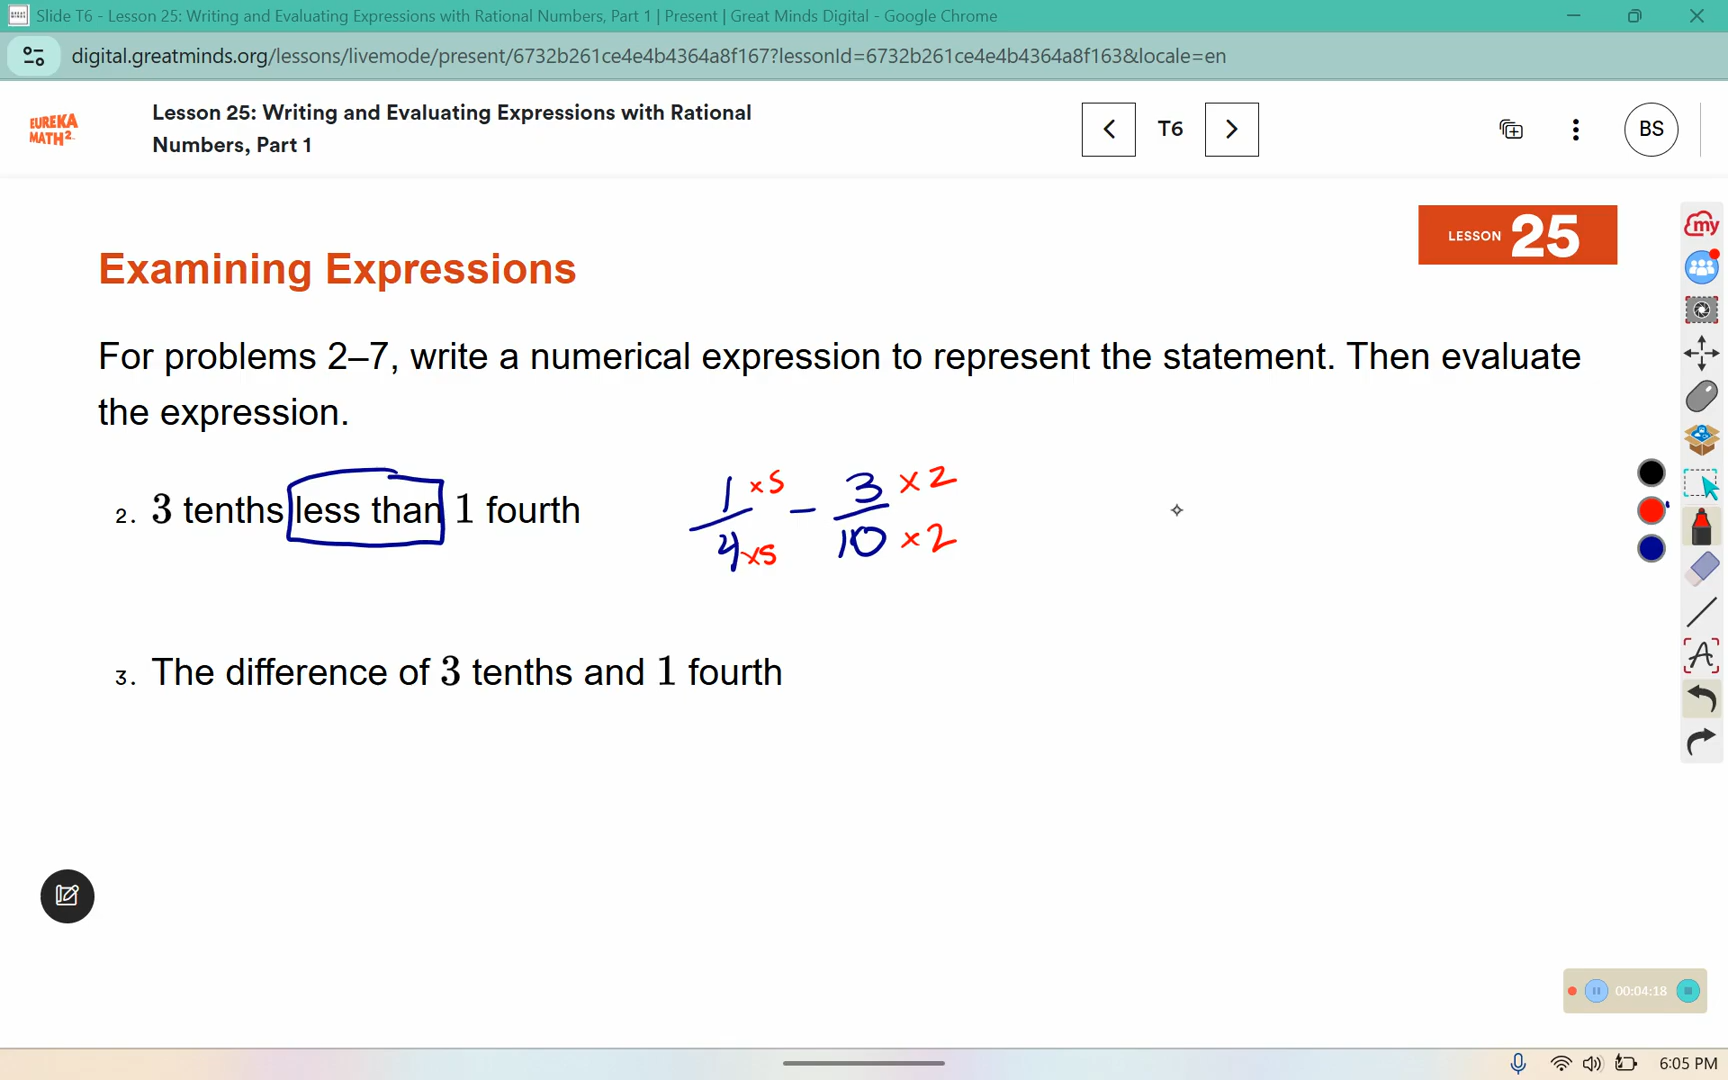 Slide T6 - Lesson 25: Writing and Evaluating Expressions with Rational Numbers, Part 1 | Present | Great Minds Digital - Google Chrome
digital.greatminds.org/lessons/livemode/present/6732b261ce4e4b4364a8f167?lessonId=6732b261ce4e4b4364a8f163&locale=en
EUREKA
MATH²
Lesson 25: Writing and Evaluating Expressions with Rational
Numbers, Part 1
T6
BS
LESSON 25
my
Examining Expressions
For problems 2–7, write a numerical expression to represent the statement. Then evaluate
the expression.
2. 3 tenths less than 1 fourth
1 ×5 − 3 ×2
4 ×5 10 ×2
3. The difference of 3 tenths and 1 fourth
A
00:04:18
6:05 PM